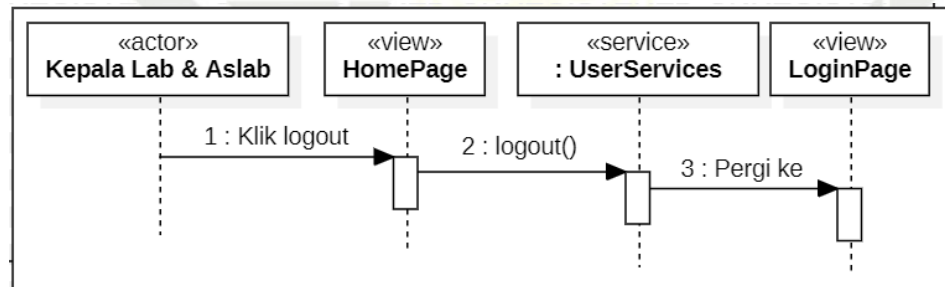 «actor»
Kepala Lab & Aslab
«view»
HomePage
«service»
: UserServices
«view»
LoginPage
1 : Klik logout
2 : logout()
3 : Pergi ke